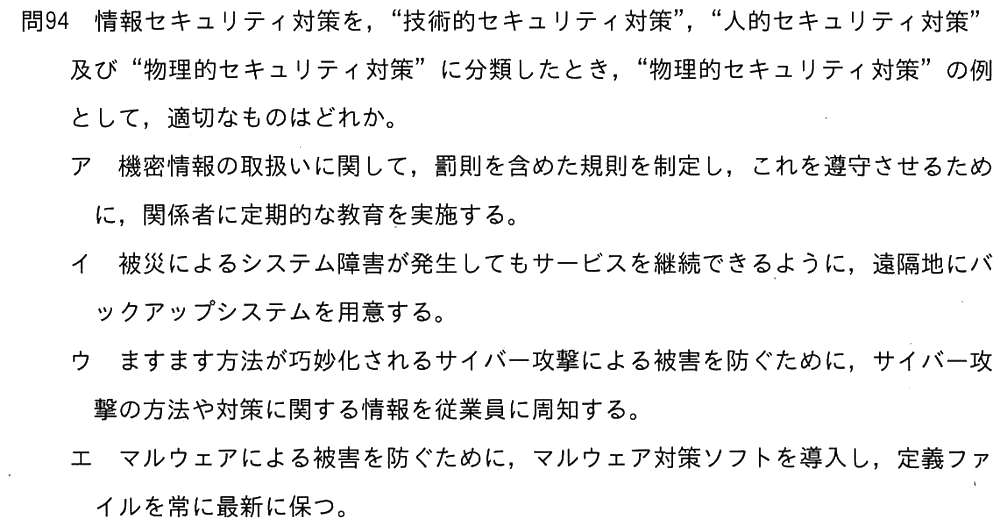 問94 情報セキュリティ対策を，“技術的セキュリティ対策”，“人的セキュリティ対策”
及び“物理的セキュリティ対策”に分類したとき，“物理的セキュリティ対策”の例
として，適切なものはどれか。
ア 機密情報の取扱いに関して，罰則を含めた規則を制定し，これを遵守させるため
に，関係者に定期的な教育を実施する。
イ 被災によるシステム障害が発生してもサービスを継続できるように，遠隔地にバ
ックアップシステムを用意する。
ウ ますます方法が巧妙化されるサイバー攻撃による被害を防ぐために，サイバー攻
撃の方法や対策に関する情報を従業員に周知する。
エ マルウェアによる被害を防ぐために，マルウェア対策ソフトを導入し，定義ファ
イルを常に最新に保つ。